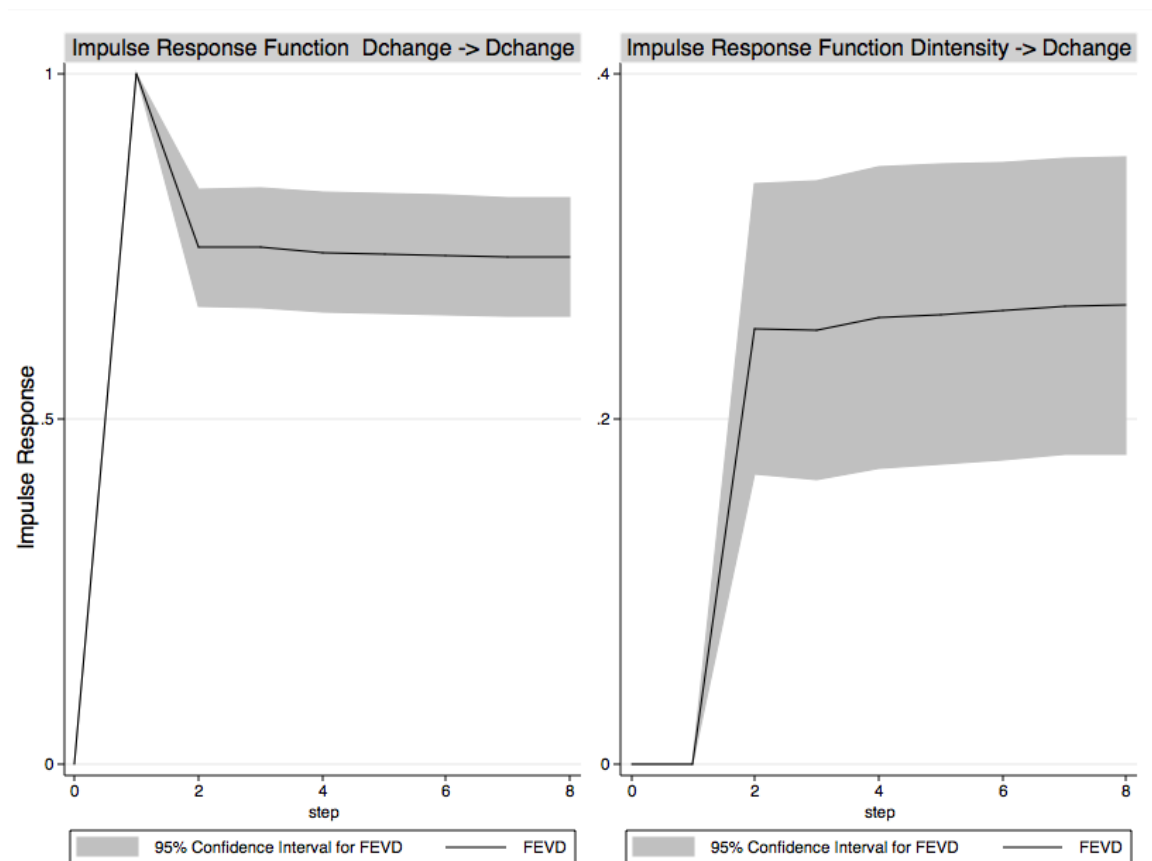 Impulse Response Function Dchange -> Dchange
Impulse Response
1
.5
0
0 2 4 6 8
step
95% Confidence Interval for FEVD FEVD
Impulse Response Function Dintensity -> Dchange
.4
.2
0
0 2 4 6 8
step
95% Confidence Interval for FEVD FEVD